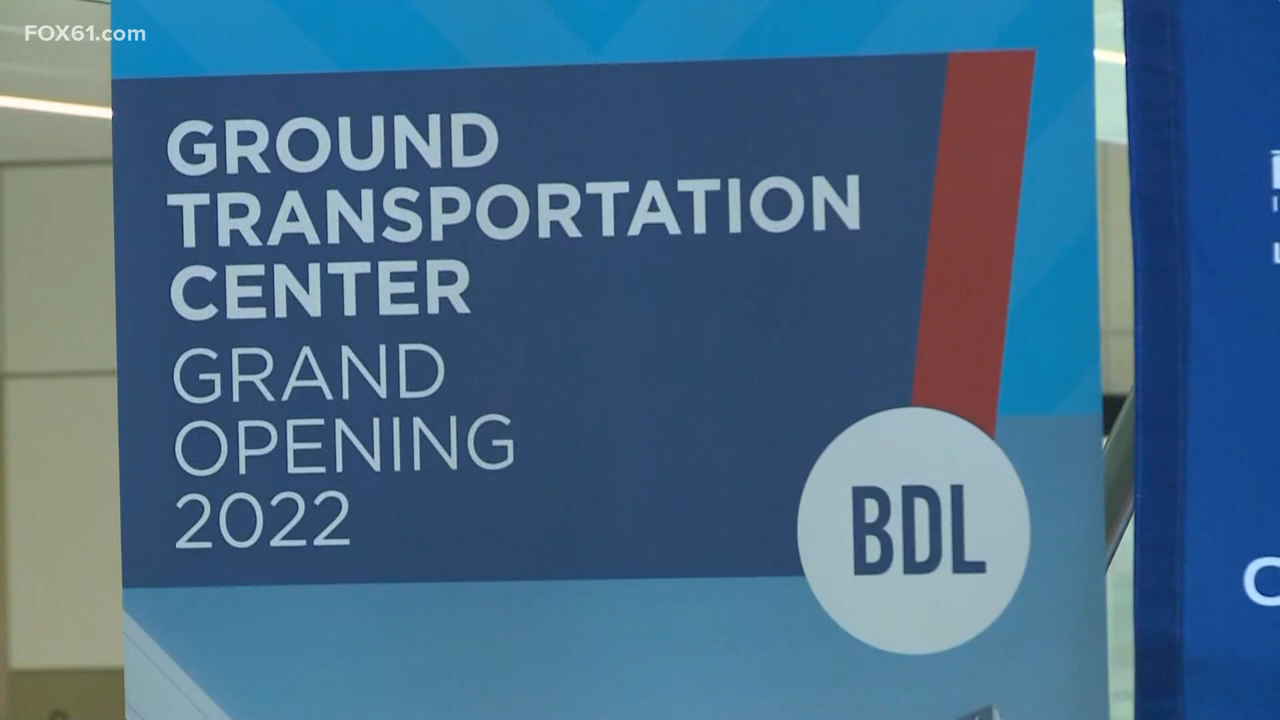 FOX61.com
GROUND
TRANSPORTATION
CENTER
GRAND
OPENING
2022
BDL